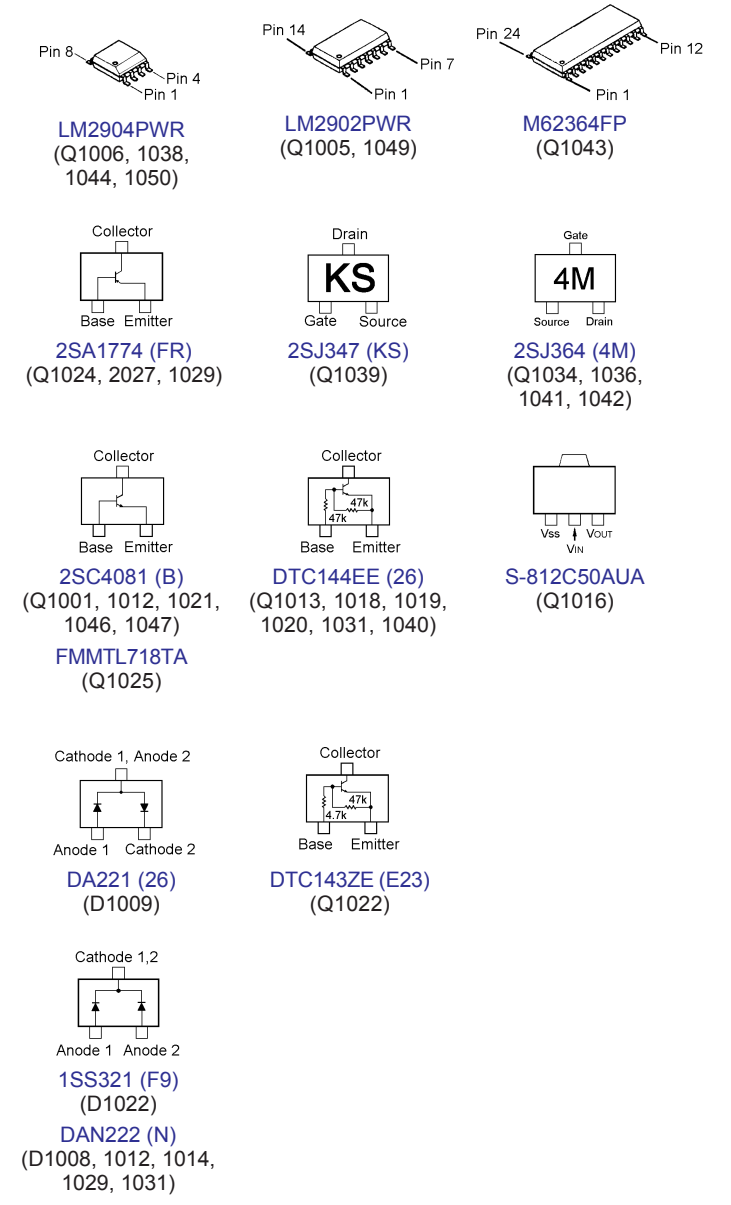 Pin 8
Pin 4
Pin 1
LM2904PWR
(Q1006, 1038,
1044, 1050)
Pin 14
Pin 7
Pin 1
LM2902PWR
(Q1005, 1049)
Pin 24
Pin 12
Pin 1
M62364FP
(Q1043)
Collector
Base Emitter
2SA1774 (FR)
(Q1024, 2027, 1029)
Drain
KS
Gate Source
2SJ347 (KS)
(Q1039)
Gate
4M
Source Drain
2SJ364 (4M)
(Q1034, 1036,
1041, 1042)
Collector
Base Emitter
2SC4081 (B)
(Q1001, 1012, 1021,
1046, 1047)
FMMTL718TA
(Q1025)
Collector
47k
47k
Base Emitter
DTC144EE (26)
(Q1013, 1018, 1019,
1020, 1031, 1040)
Vss VOUT
VIN
S-812C50AUA
(Q1016)
Cathode 1, Anode 2
Anode 1 Cathode 2
DA221 (26)
(D1009)
Collector
47k
4.7k
Base Emitter
DTC143ZE (E23)
(Q1022)
Cathode 1,2
Anode 1 Anode 2
1SS321 (F9)
(D1022)
DAN222 (N)
(D1008, 1012, 1014,
1029, 1031)